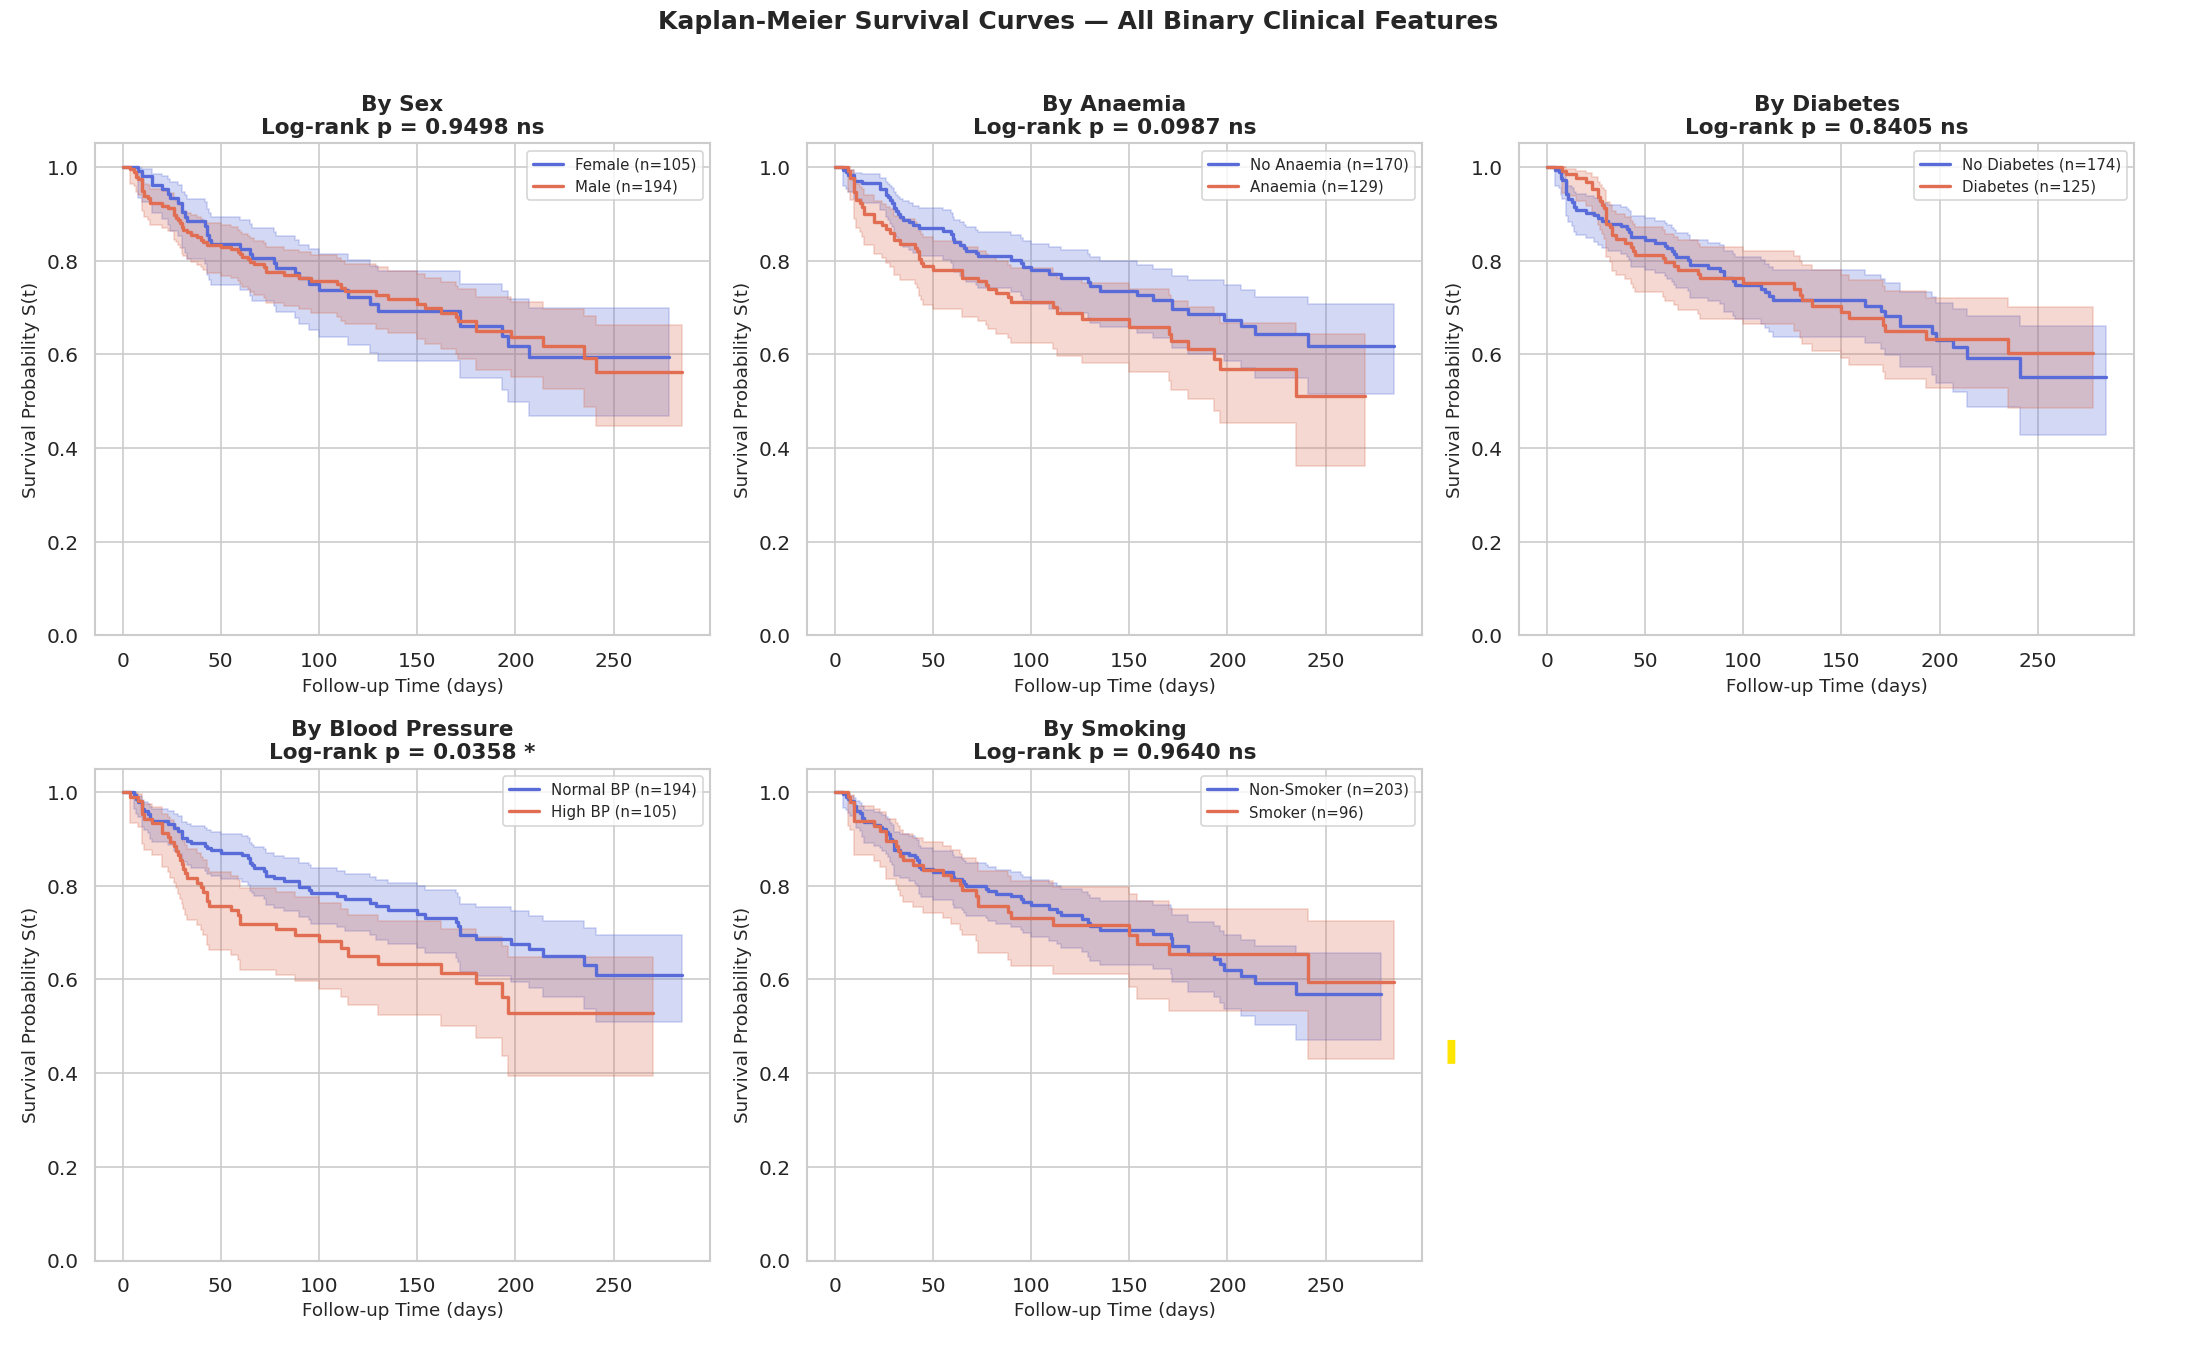 Kaplan-Meier Survival Curves — All Binary Clinical Features
By Sex
Log-rank p = 0.9498 ns
Female (n=105)
Male (n=194)
Survival Probability S(t)
1.0
0.8
0.6
0.4
0.2
0.0
0 50 100 150 200 250
Follow-up Time (days)
By Anaemia
Log-rank p = 0.0987 ns
No Anaemia (n=170)
Anaemia (n=129)
Survival Probability S(t)
1.0
0.8
0.6
0.4
0.2
0.0
0 50 100 150 200 250
Follow-up Time (days)
By Diabetes
Log-rank p = 0.8405 ns
No Diabetes (n=174)
Diabetes (n=125)
Survival Probability S(t)
1.0
0.8
0.6
0.4
0.2
0.0
0 50 100 150 200 250
Follow-up Time (days)
By Blood Pressure
Log-rank p = 0.0358 *
Normal BP (n=194)
High BP (n=105)
Survival Probability S(t)
1.0
0.8
0.6
0.4
0.2
0.0
0 50 100 150 200 250
Follow-up Time (days)
By Smoking
Log-rank p = 0.9640 ns
Non-Smoker (n=203)
Smoker (n=96)
Survival Probability S(t)
1.0
0.8
0.6
0.4
0.2
0.0
0 50 100 150 200 250
Follow-up Time (days)